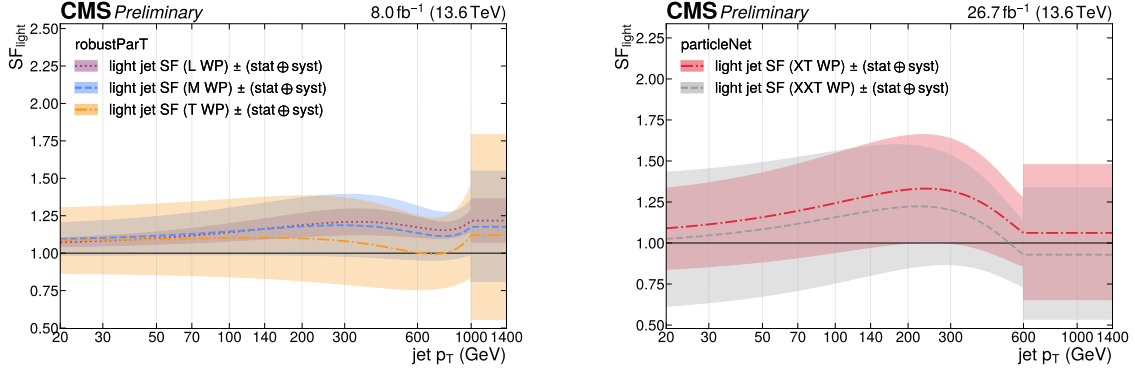 CMS Preliminary 8.0 fb⁻¹ (13.6 TeV)
SF_light
robustParT
light jet SF (L WP) ± (stat ⊕ syst)
light jet SF (M WP) ± (stat ⊕ syst)
light jet SF (T WP) ± (stat ⊕ syst)
2.50
2.25
2.00
1.75
1.50
1.25
1.00
0.75
0.50
20 30 50 70 100 140 200 300 600 1000 1400
jet p_T (GeV)
CMS Preliminary 26.7 fb⁻¹ (13.6 TeV)
SF_light
particleNet
light jet SF (XT WP) ± (stat ⊕ syst)
light jet SF (XXT WP) ± (stat ⊕ syst)
2.25
2.00
1.75
1.50
1.25
1.00
0.75
0.50
20 30 50 70 100 140 200 300 600 1000 1400
jet p_T (GeV)